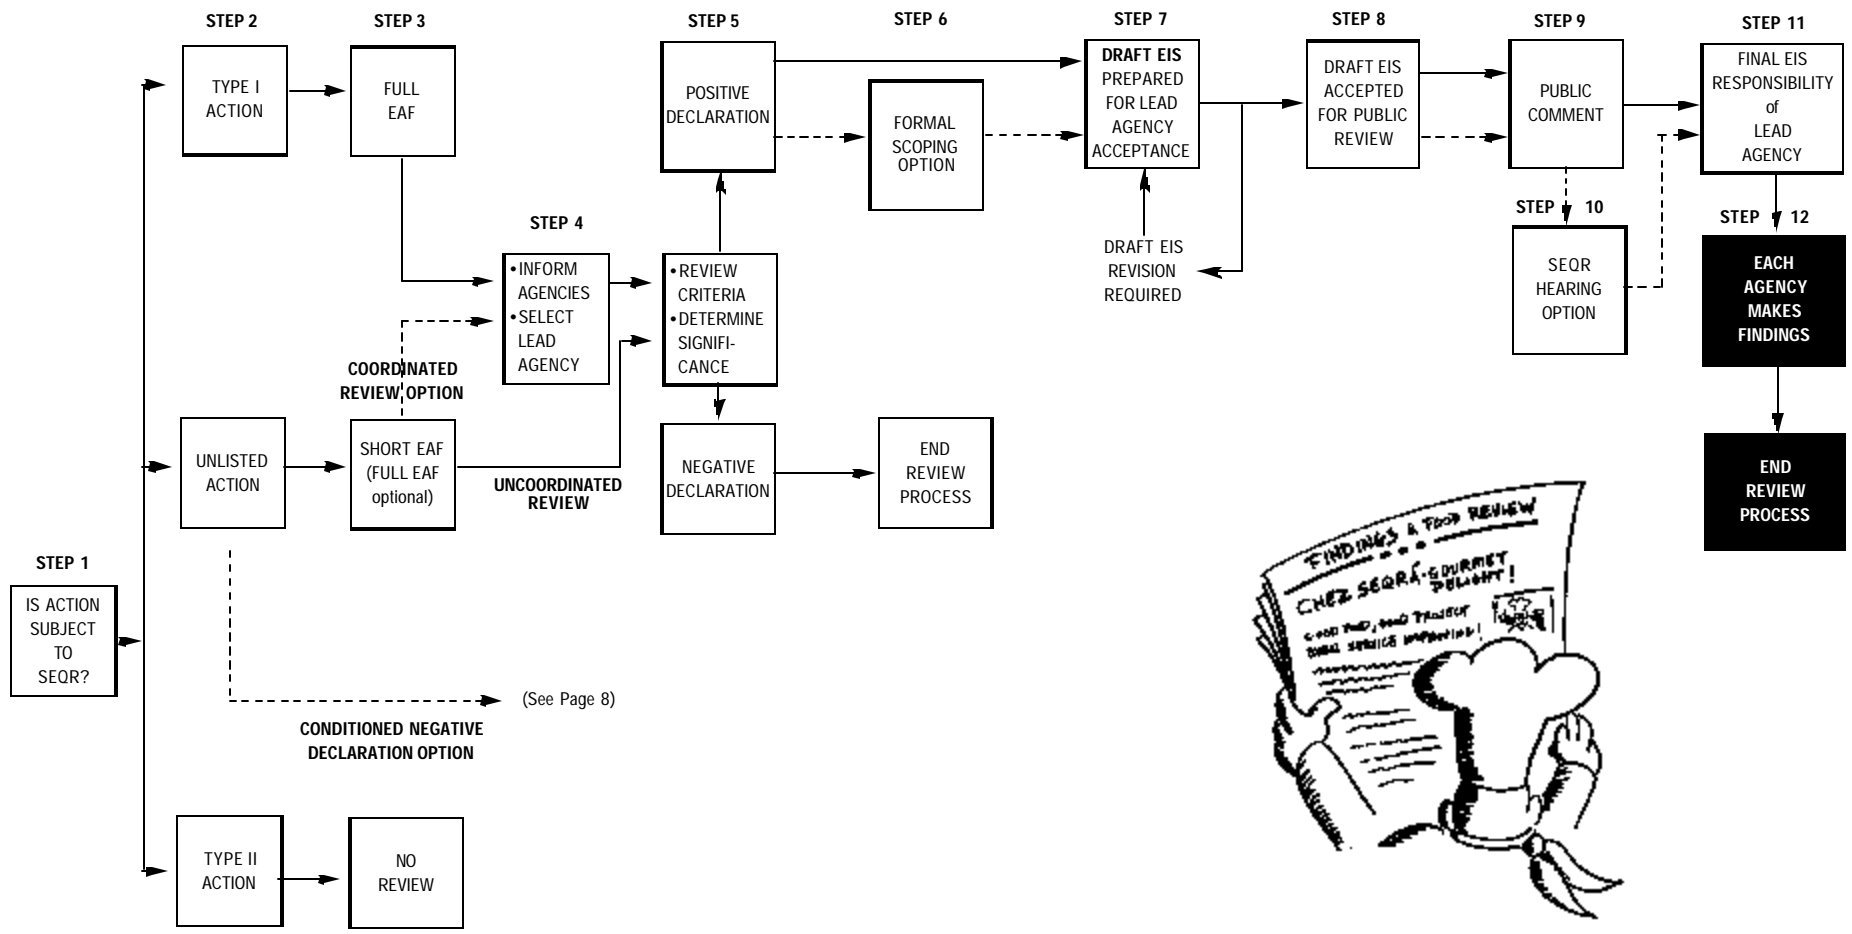 STEP 1
IS ACTION
SUBJECT
TO
SEQR?
STEP 2
TYPE I
ACTION
UNLISTED
ACTION
TYPE II
ACTION
STEP 3
FULL
EAF
COORDINATED
REVIEW OPTION
SHORT EAF
(FULL EAF
optional)
UNCOORDINATED
REVIEW
(See Page 8)
CONDITIONED NEGATIVE
DECLARATION OPTION
NO
REVIEW
STEP 4
• INFORM
AGENCIES
• SELECT
LEAD
AGENCY
STEP 5
POSITIVE
DECLARATION
• REVIEW
CRITERIA
• DETERMINE
SIGNIFI-
CANCE
NEGATIVE
DECLARATION
END
REVIEW
PROCESS
STEP 6
FORMAL
SCOPING
OPTION
STEP 7
DRAFT EIS
PREPARED
FOR LEAD
AGENCY
ACCEPTANCE
DRAFT EIS
REVISION
REQUIRED
STEP 8
DRAFT EIS
ACCEPTED
FOR PUBLIC
REVIEW
STEP 9
PUBLIC
COMMENT
STEP 10
SEQR
HEARING
OPTION
STEP 11
FINAL EIS
RESPONSIBILITY
of
LEAD
AGENCY
STEP 12
EACH
AGENCY
MAKES
FINDINGS
END
REVIEW
PROCESS
FINDINGS & FOOD REVIEW
CHEZ SEQRÁ-GOURMET
DELIGHT!